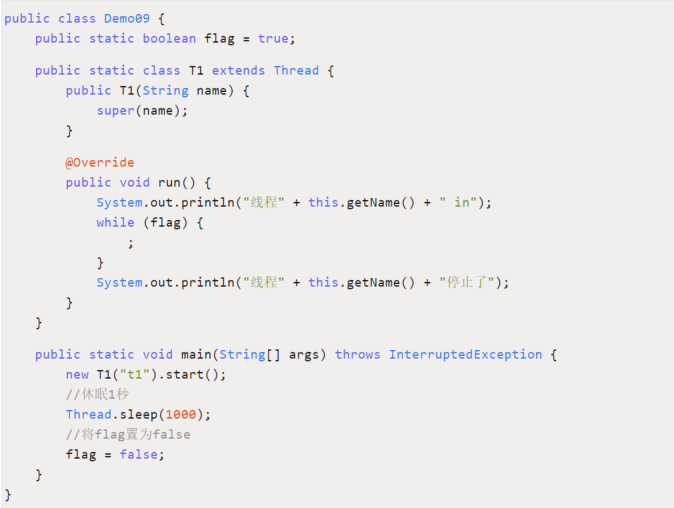 public class Demo09 {
    public static boolean flag = true;
    public static class T1 extends Thread {
        public T1(String name) {
            super(name);
        }
        @Override
        public void run() {
            System.out.println("线程" + this.getName() + " in");
            while (flag) {
                ;
            }
            System.out.println("线程" + this.getName() + "停止了");
        }
    }
    public static void main(String[] args) throws InterruptedException {
        new T1("t1").start();
        //休眠1秒
        Thread.sleep(1000);
        //将flag置为false
        flag = false;
    }
}